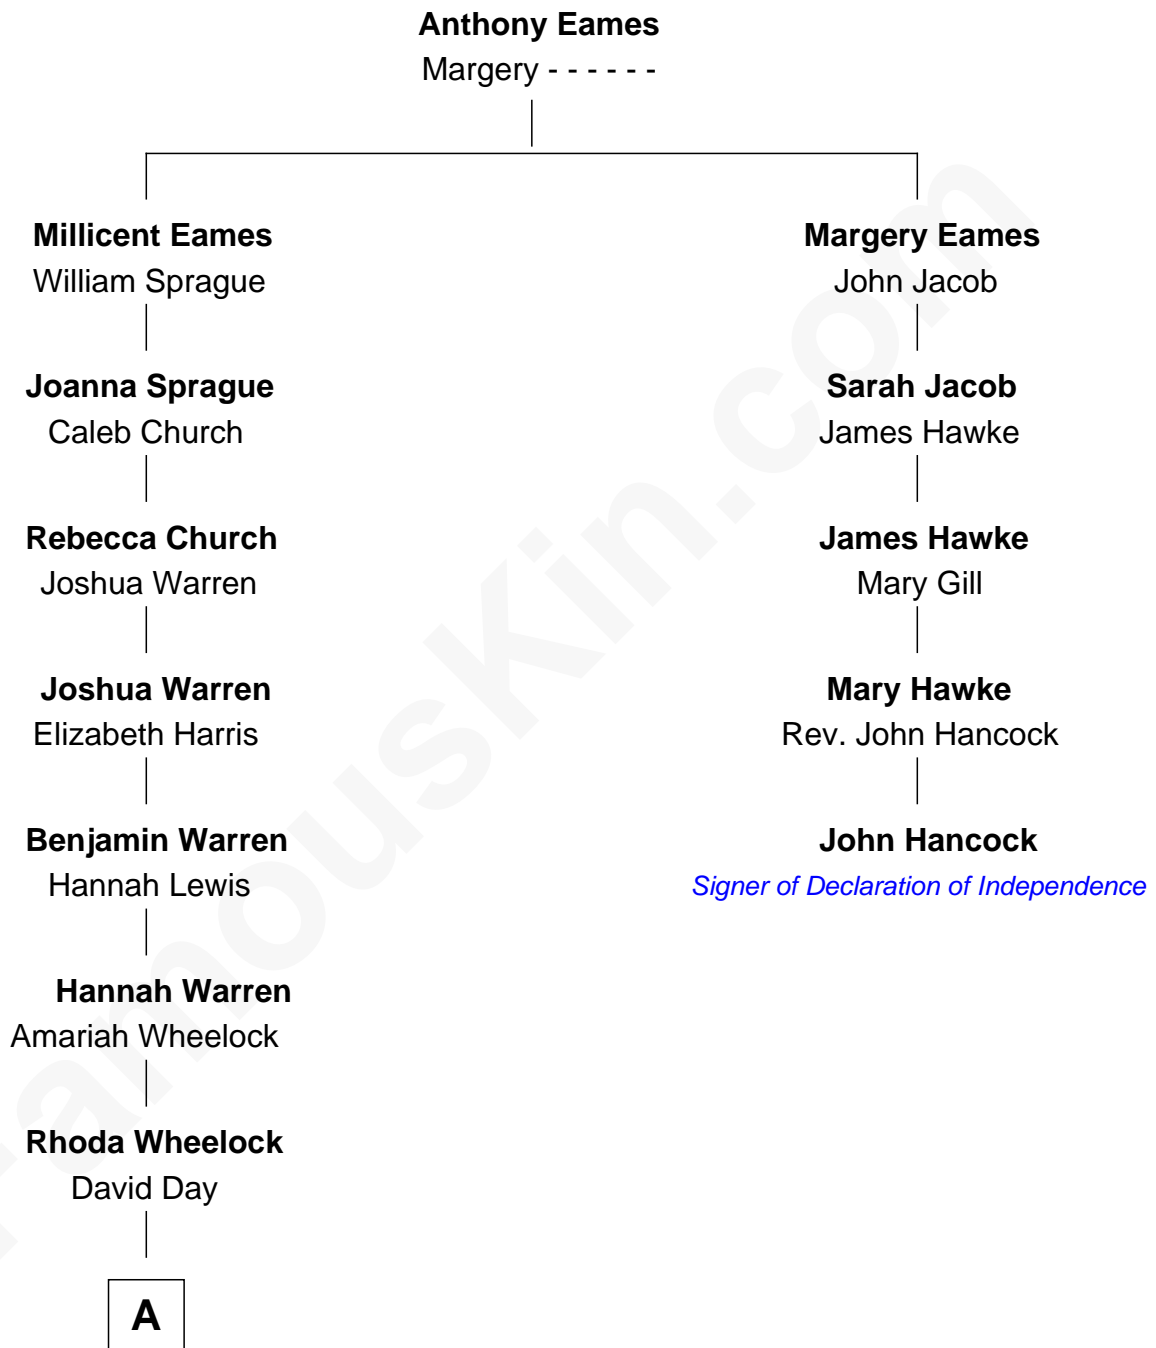 Anthony Eames
Margery - - - - - -
Millicent Eames
William Sprague
Margery Eames
John Jacob
Joanna Sprague
Caleb Church
Sarah Jacob
James Hawke
Rebecca Church
Joshua Warren
James Hawke
Mary Gill
Joshua Warren
Elizabeth Harris
Mary Hawke
Rev. John Hancock
Benjamin Warren
Hannah Lewis
John Hancock
Signer of Declaration of Independence
Hannah Warren
Amariah Wheelock
Rhoda Wheelock
David Day
A
FamousKin.com